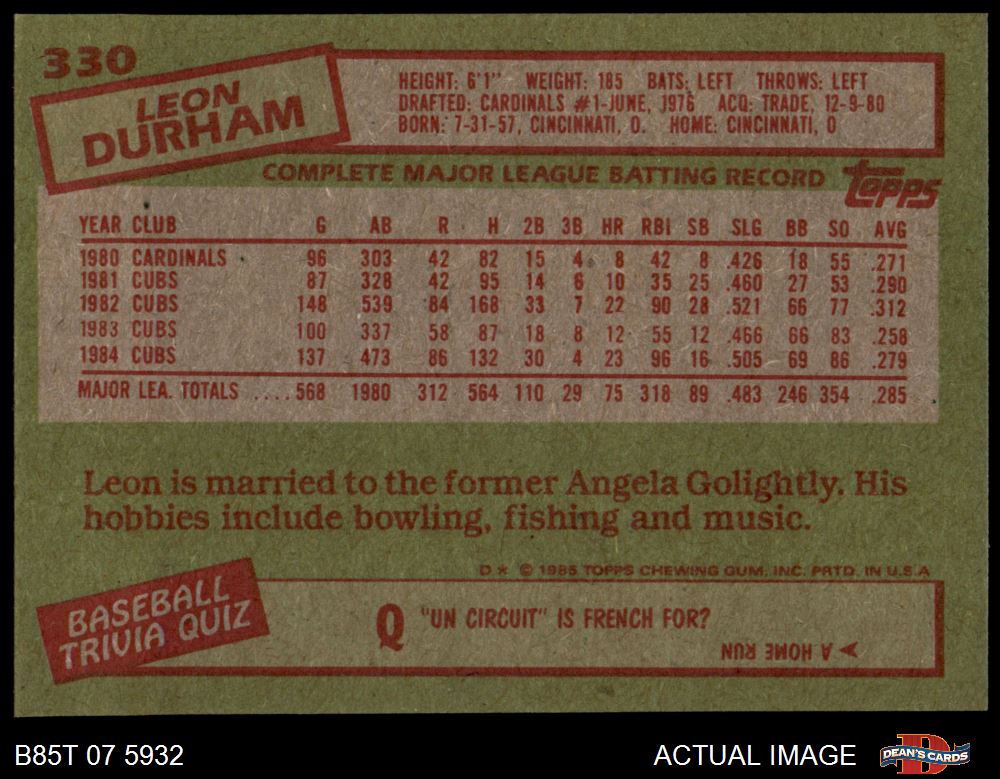 330
LEON
DURHAM
HEIGHT: 6'1" WEIGHT: 185 BATS: LEFT THROWS: LEFT
DRAFTED: CARDINALS #1-JUNE, 1976 ACQ: TRADE, 12-9-80
BORN: 7-31-57, CINCINNATI, O. HOME: CINCINNATI, O
COMPLETE MAJOR LEAGUE BATTING RECORD
topps
YEAR CLUB G AB R H 2B 3B HR RBI SB SLG BB SO AVG
1980 CARDINALS 96 303 42 82 15 4 8 42 8 .426 18 55 .271
1981 CUBS 87 328 42 95 14 6 10 35 25 .460 27 53 .290
1982 CUBS 148 539 84 168 33 7 22 90 28 .521 66 77 .312
1983 CUBS 100 337 58 87 18 8 12 55 12 .466 66 83 .258
1984 CUBS 137 473 86 132 30 4 23 96 16 .505 69 86 .279
MAJOR LEA. TOTALS ....568 1980 312 564 110 29 75 318 89 .483 246 354 .285
Leon is married to the former Angela Golightly. His
hobbies include bowling, fishing and music.
D* © 1985 TOPPS CHEWING GUM, INC. PRTD. IN U.S.A
BASEBALL
TRIVIA QUIZ
Q "UN CIRCUIT" IS FRENCH FOR?
A HOME RUN
B85T 07 5932
ACTUAL IMAGE
D
DEAN'S CARDS